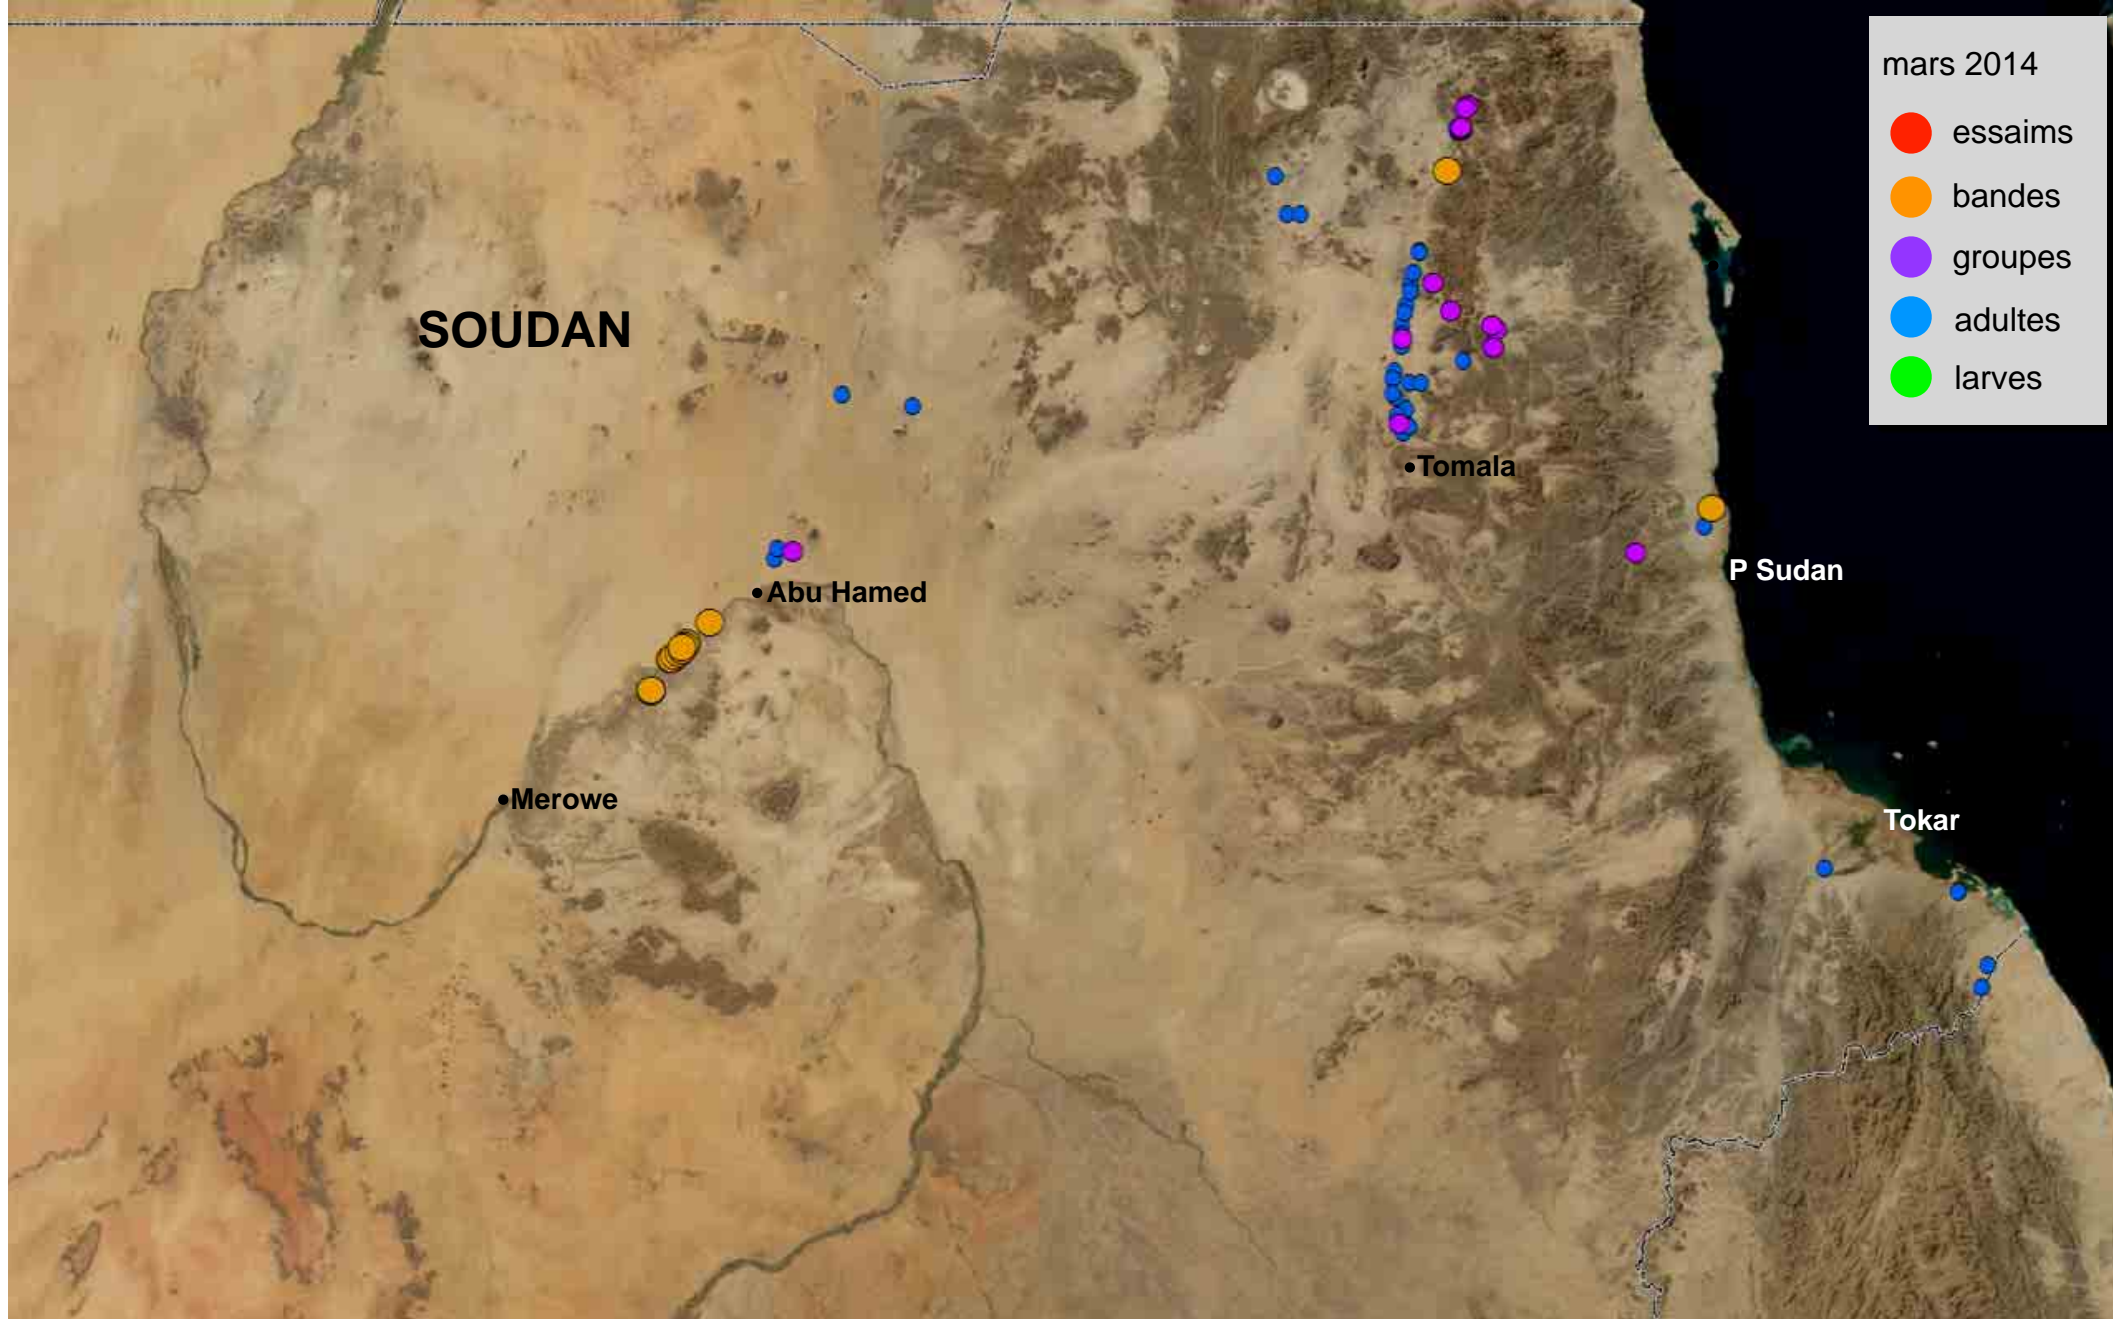 mars 2014
essaims
bandes
groupes
adultes
larves
SOUDAN
Tomala
P Sudan
Abu Hamed
Merowe
Tokar